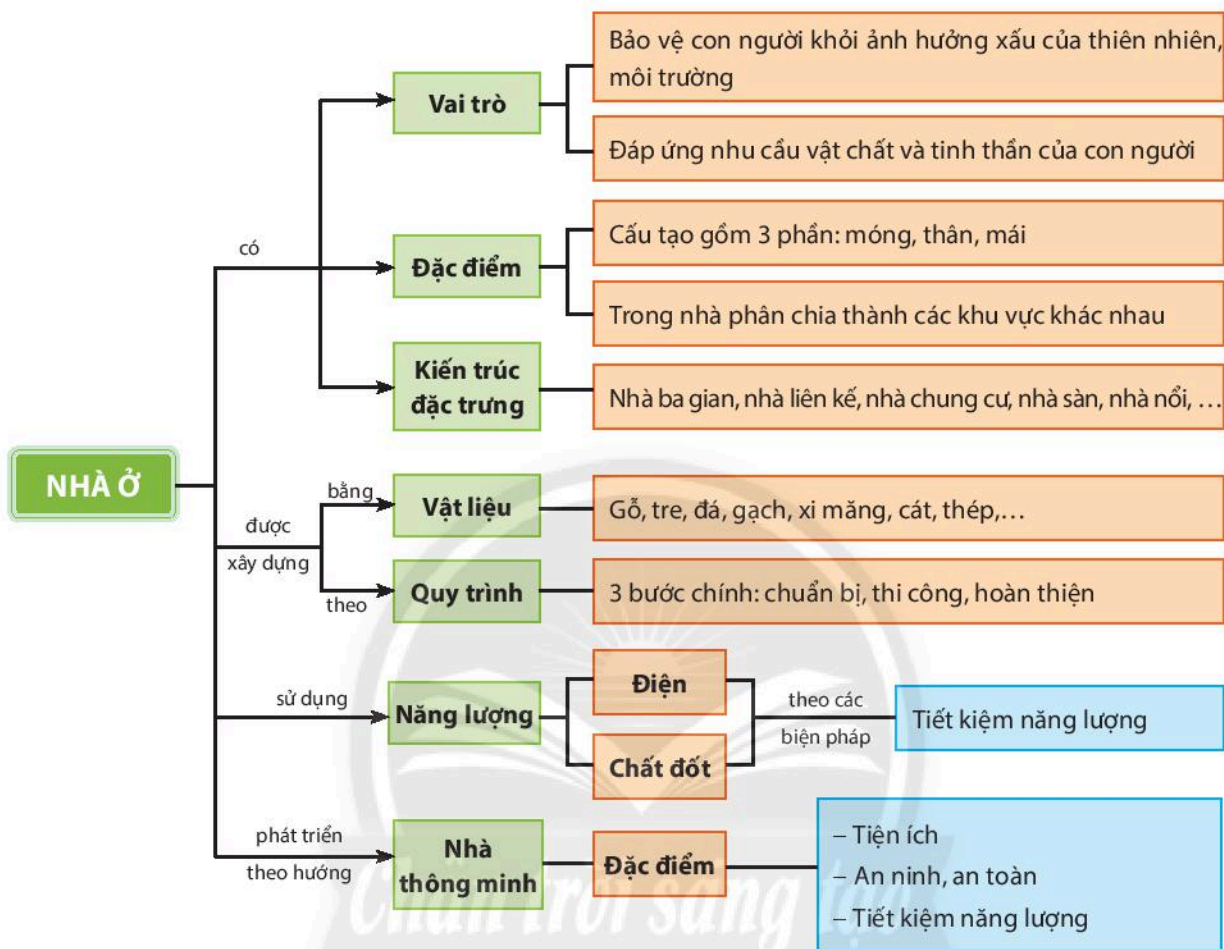 NHÀ Ở
có
Vai trò
Bảo vệ con người khỏi ảnh hưởng xấu của thiên nhiên,
môi trường
Đáp ứng nhu cầu vật chất và tinh thần của con người
Đặc điểm
Cấu tạo gồm 3 phần: móng, thân, mái
Trong nhà phân chia thành các khu vực khác nhau
Kiến trúc
đặc trưng
Nhà ba gian, nhà liên kế, nhà chung cư, nhà sàn, nhà nổi, …
được
xây dựng
bằng
Vật liệu
Gỗ, tre, đá, gạch, xi măng, cát, thép,…
theo
Quy trình
3 bước chính: chuẩn bị, thi công, hoàn thiện
sử dụng
Năng lượng
Điện
Chất đốt
theo các
biện pháp
Tiết kiệm năng lượng
phát triển
theo hướng
Nhà
thông minh
Đặc điểm
– Tiện ích
– An ninh, an toàn
– Tiết kiệm năng lượng
Chân trời sáng tạo